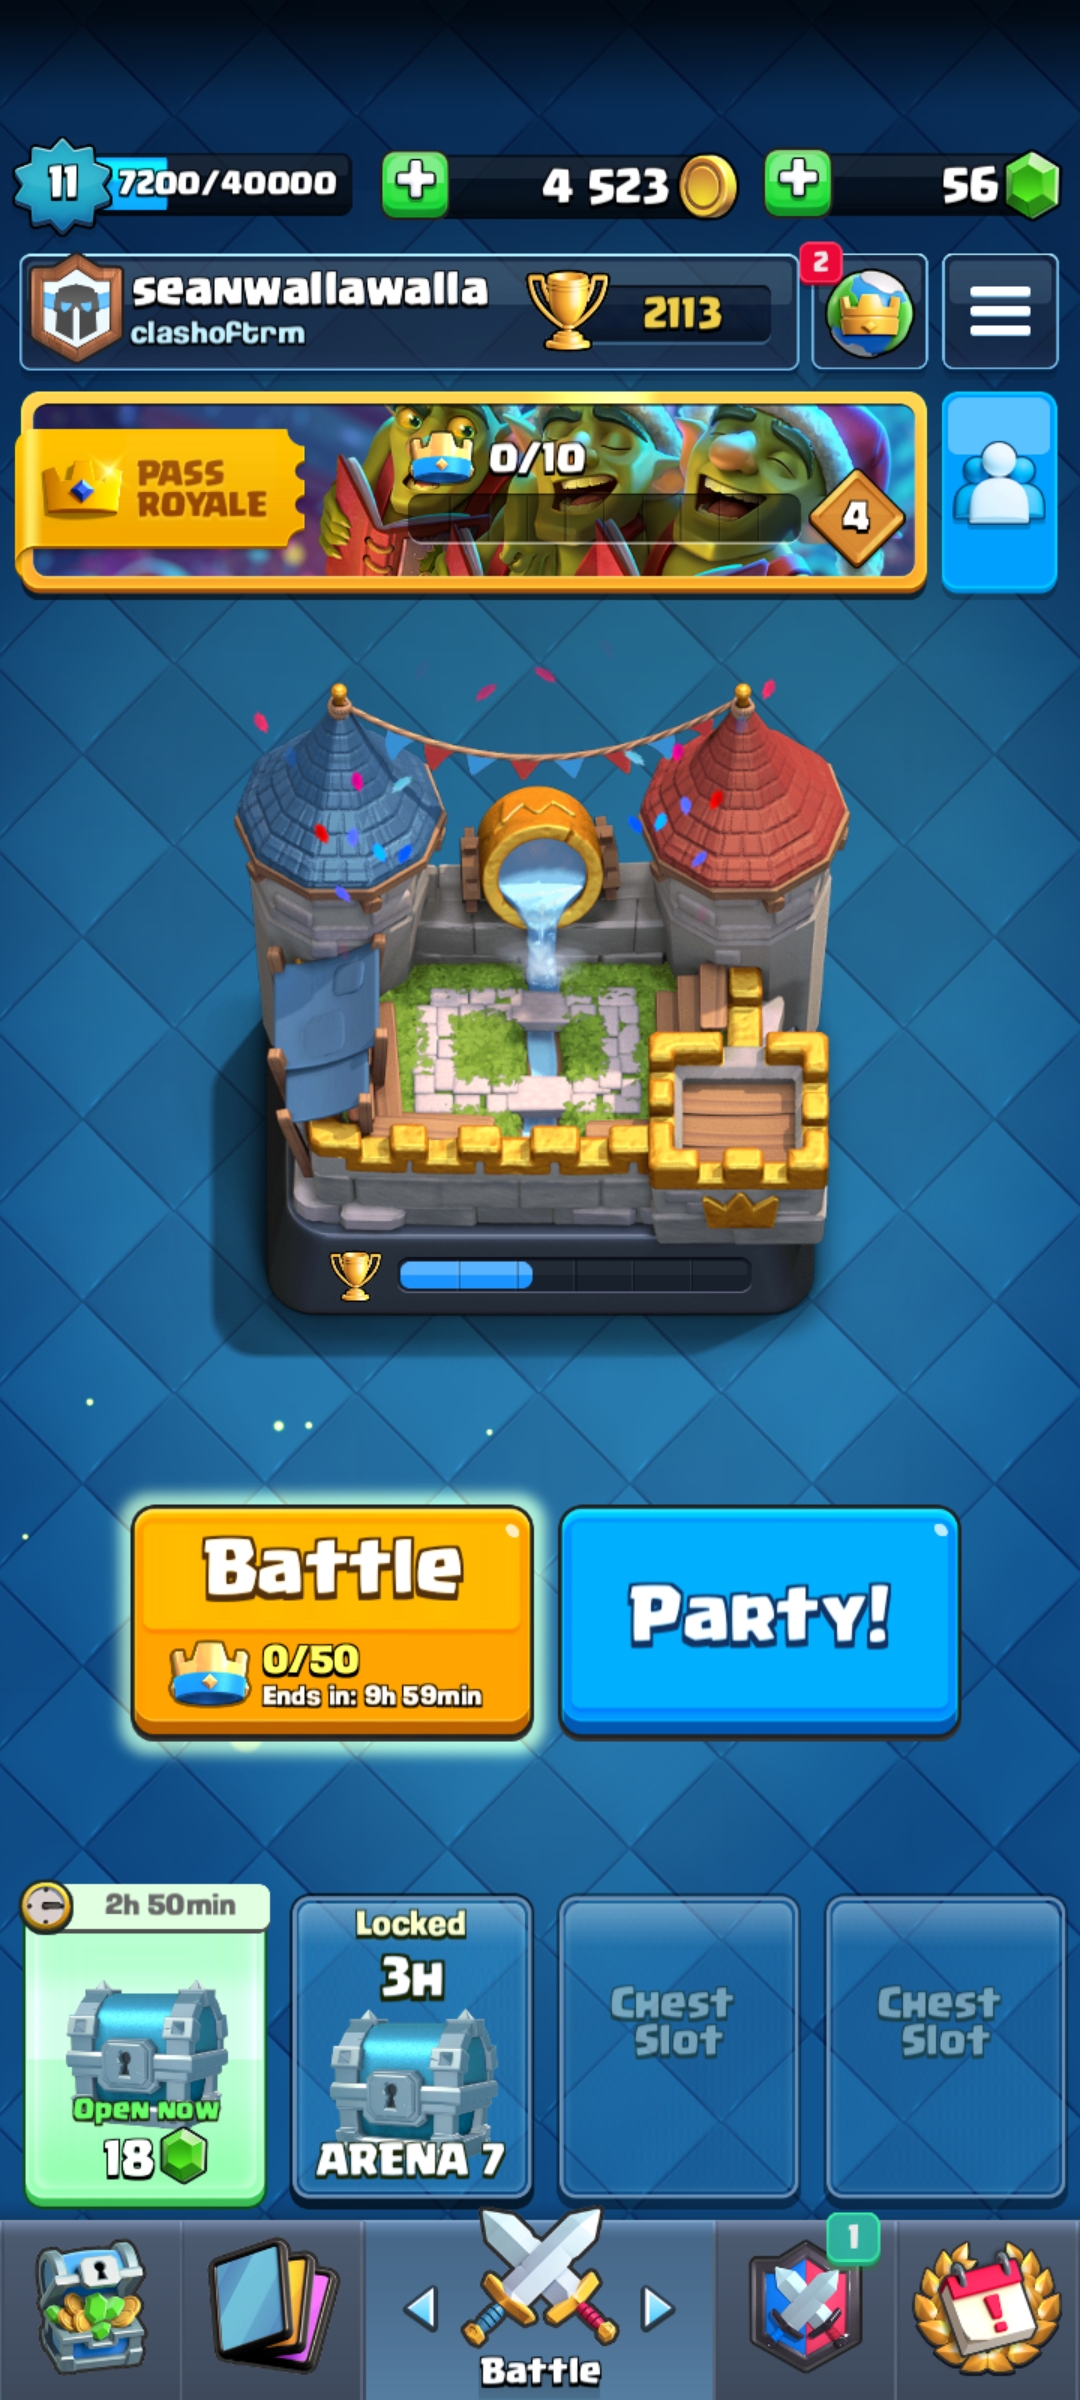 11
7200/40000
4 523
56
seanwallawalla
clashoftrm
2113
2
PASS
ROYALE
0/10
4
Battle
0/50
Ends in: 9h 59min
Party!
2h 50min
Open now
18
Locked
3H
ARENA 7
Chest
Slot
Chest
Slot
1
Battle